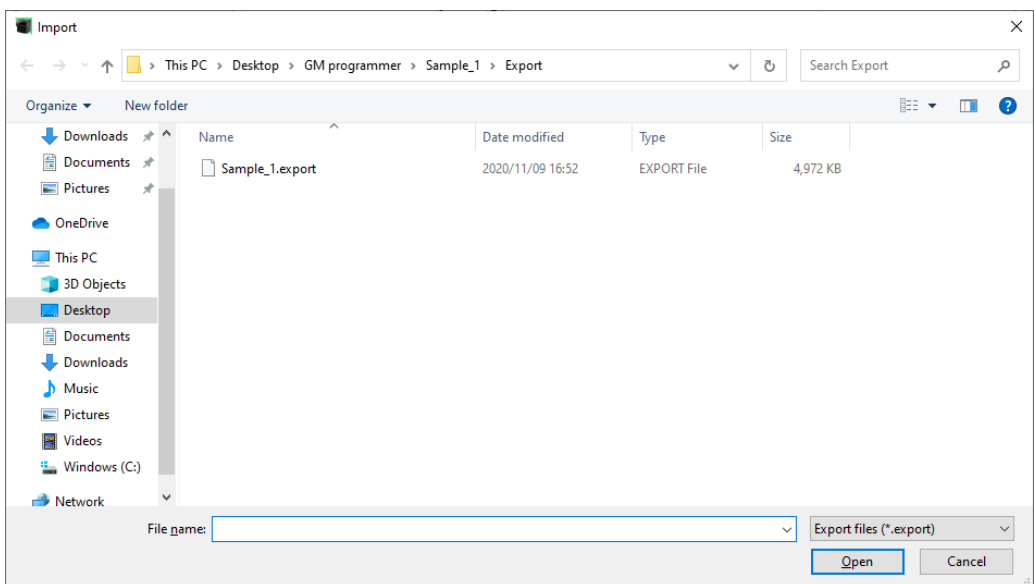 Import
This PC > Desktop > GM programmer > Sample_1 > Export
Search Export
Organize
New folder
Name
Date modified
Type
Size
Sample_1.export
2020/11/09 16:52
EXPORT File
4,972 KB
Downloads
Documents
Pictures
OneDrive
This PC
3D Objects
Desktop
Documents
Downloads
Music
Pictures
Videos
Windows (C:)
Network
File name:
Export files (*.export)
Open
Cancel